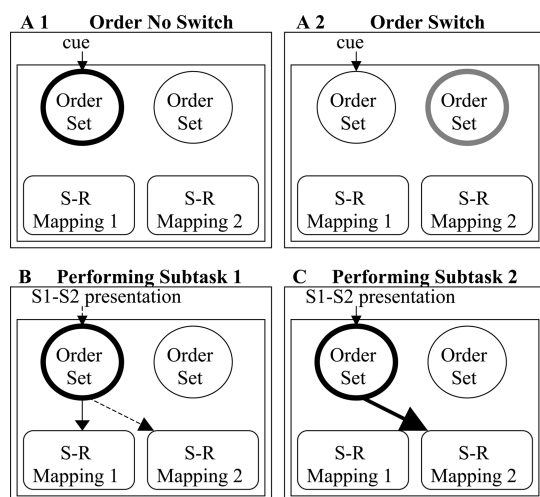 A 1 Order No Switch
cue
Order
Set
Order
Set
S-R
Mapping 1
S-R
Mapping 2
A 2 Order Switch
cue
Order
Set
Order
Set
S-R
Mapping 1
S-R
Mapping 2
B Performing Subtask 1
S1-S2 presentation
Order
Set
Order
Set
S-R
Mapping 1
S-R
Mapping 2
C Performing Subtask 2
S1-S2 presentation
Order
Set
Order
Set
S-R
Mapping 1
S-R
Mapping 2